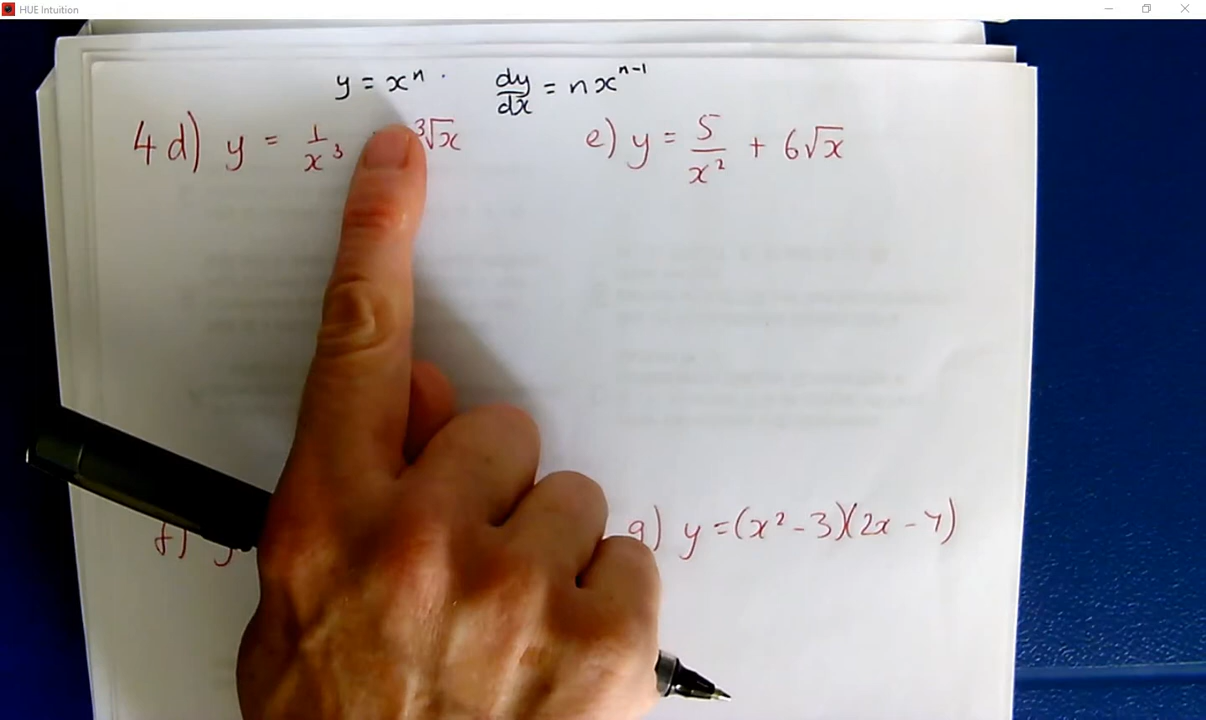 HUE Intuition
y = xⁿ . dy/dx = nxⁿ⁻¹
4 d) y = 1/x³ ³√x e) y = 5/x² + 6√x
f) y g) y = (x² - 3)(2x - 4)